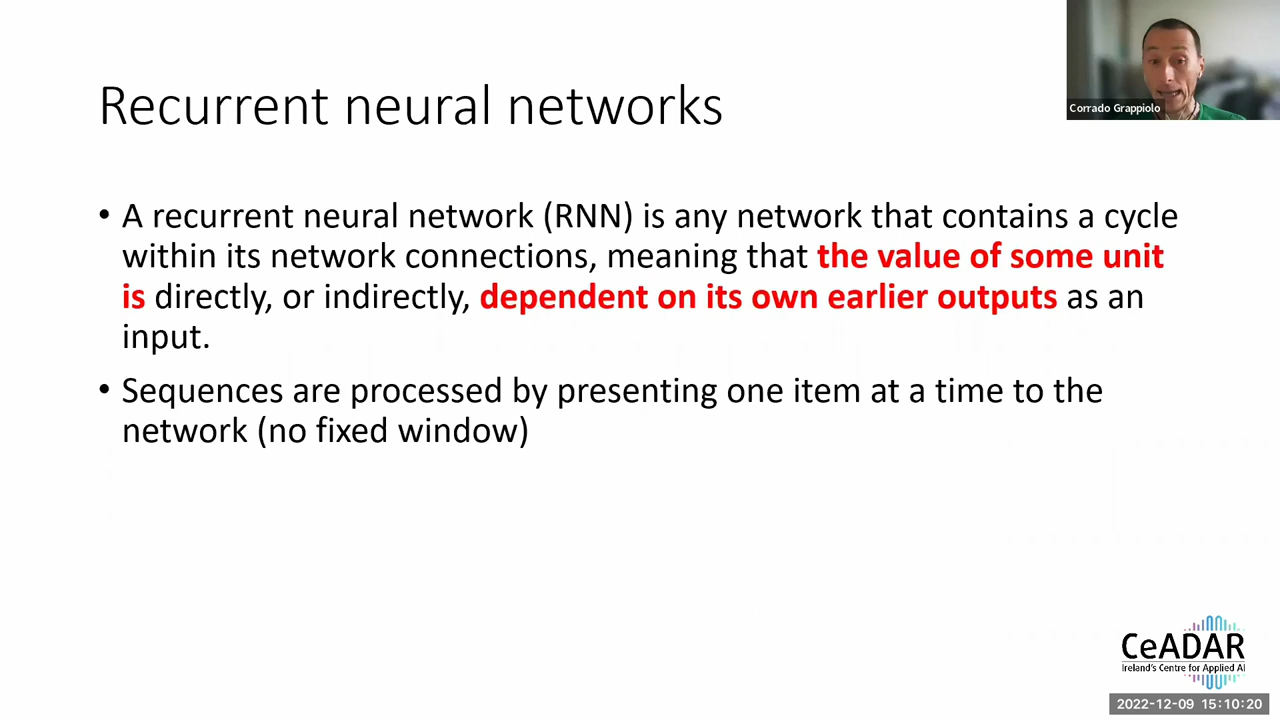 Recurrent neural networks
Corrado Grappiolo
• A recurrent neural network (RNN) is any network that contains a cycle
within its network connections, meaning that the value of some unit
is directly, or indirectly, dependent on its own earlier outputs as an
input.
• Sequences are processed by presenting one item at a time to the
network (no fixed window)
CeADAR
Ireland's Centre for Applied AI
2022-12-09 15:10:20